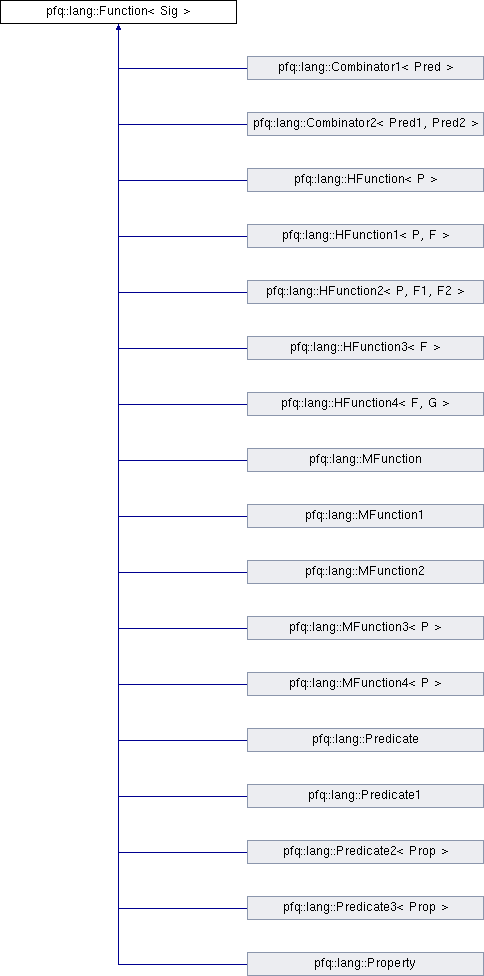 pfq::lang::Function< Sig >
pfq::lang::Combinator1< Pred >
pfq::lang::Combinator2< Pred1, Pred2 >
pfq::lang::HFunction< P >
pfq::lang::HFunction1< P, F >
pfq::lang::HFunction2< P, F1, F2 >
pfq::lang::HFunction3< F >
pfq::lang::HFunction4< F, G >
pfq::lang::MFunction
pfq::lang::MFunction1
pfq::lang::MFunction2
pfq::lang::MFunction3< P >
pfq::lang::MFunction4< P >
pfq::lang::Predicate
pfq::lang::Predicate1
pfq::lang::Predicate2< Prop >
pfq::lang::Predicate3< Prop >
pfq::lang::Property